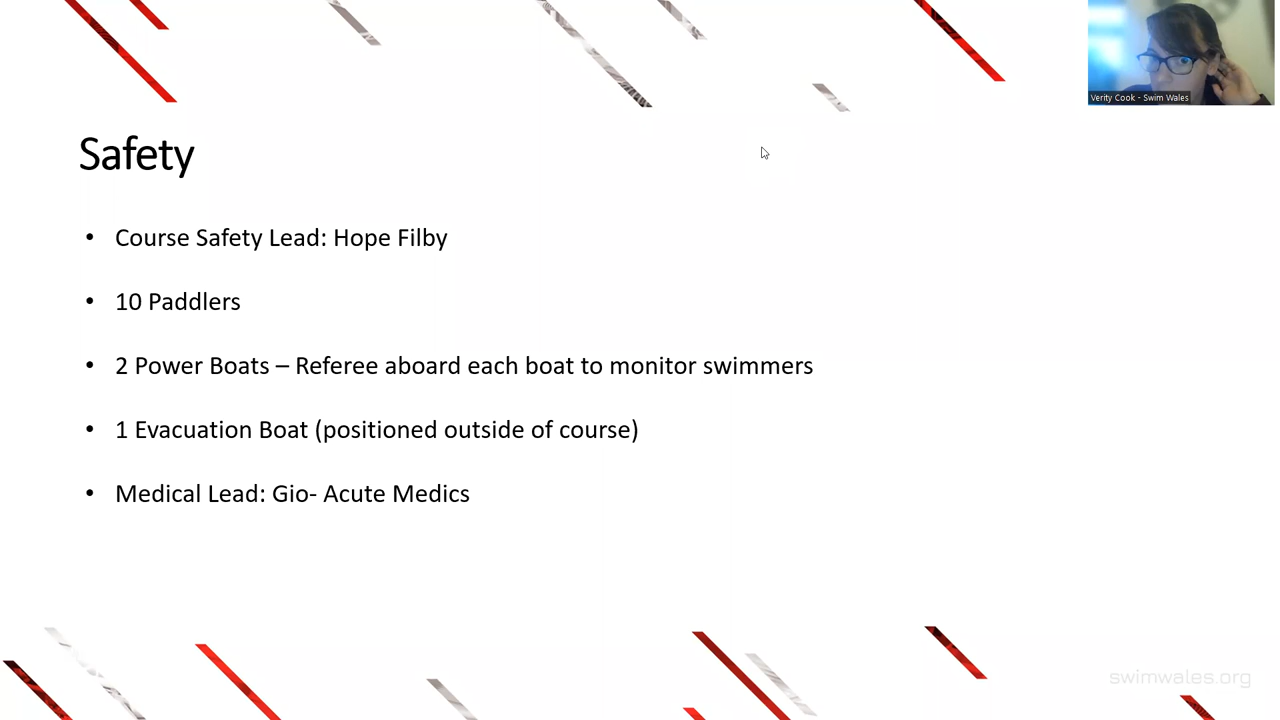 Verity Cook - Swim Wales
Safety
• Course Safety Lead: Hope Filby
• 10 Paddlers
• 2 Power Boats – Referee aboard each boat to monitor swimmers
• 1 Evacuation Boat (positioned outside of course)
• Medical Lead: Gio- Acute Medics
swimwales.org